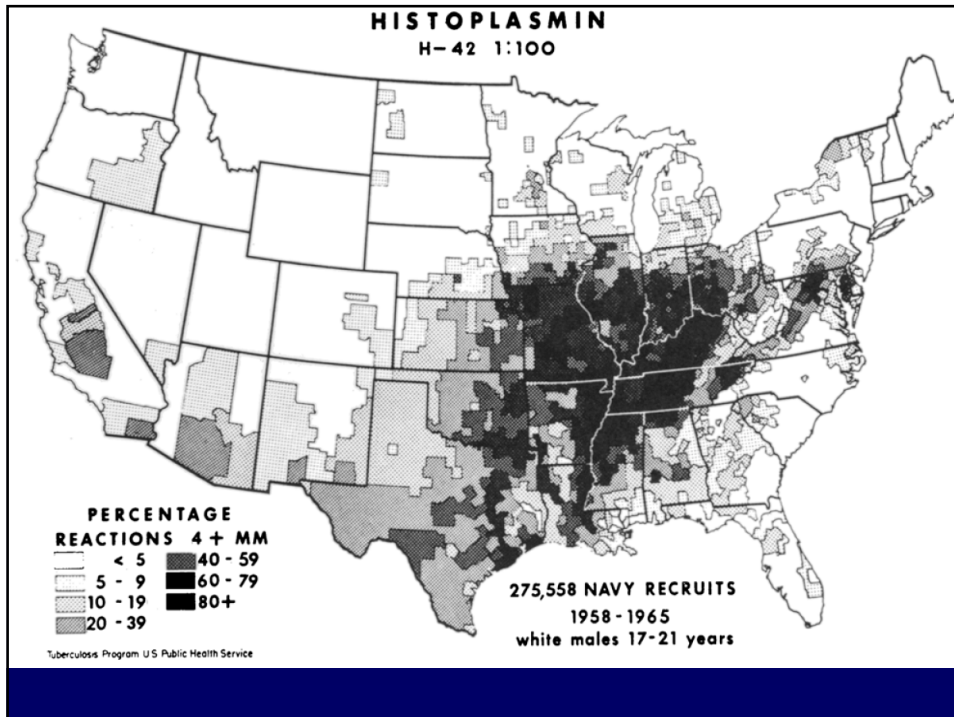 HISTOPLASMIN
H-42 1:100
PERCENTAGE
REACTIONS 4+ MM
< 5
5 - 9
10 - 19
20 - 39
40 - 59
60 - 79
80+
275,558 NAVY RECRUITS
1958-1965
white males 17-21 years
Tuberculosis Program U S Public Health Service